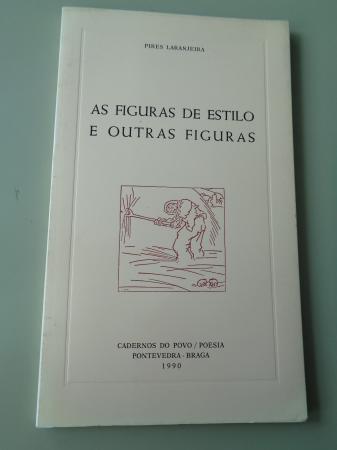 PIRES LARANJEIRA
AS FIGURAS DE ESTILO
E OUTRAS FIGURAS
CADERNOS DO POVO / POESIA
PONTEVEDRA - BRAGA
1990